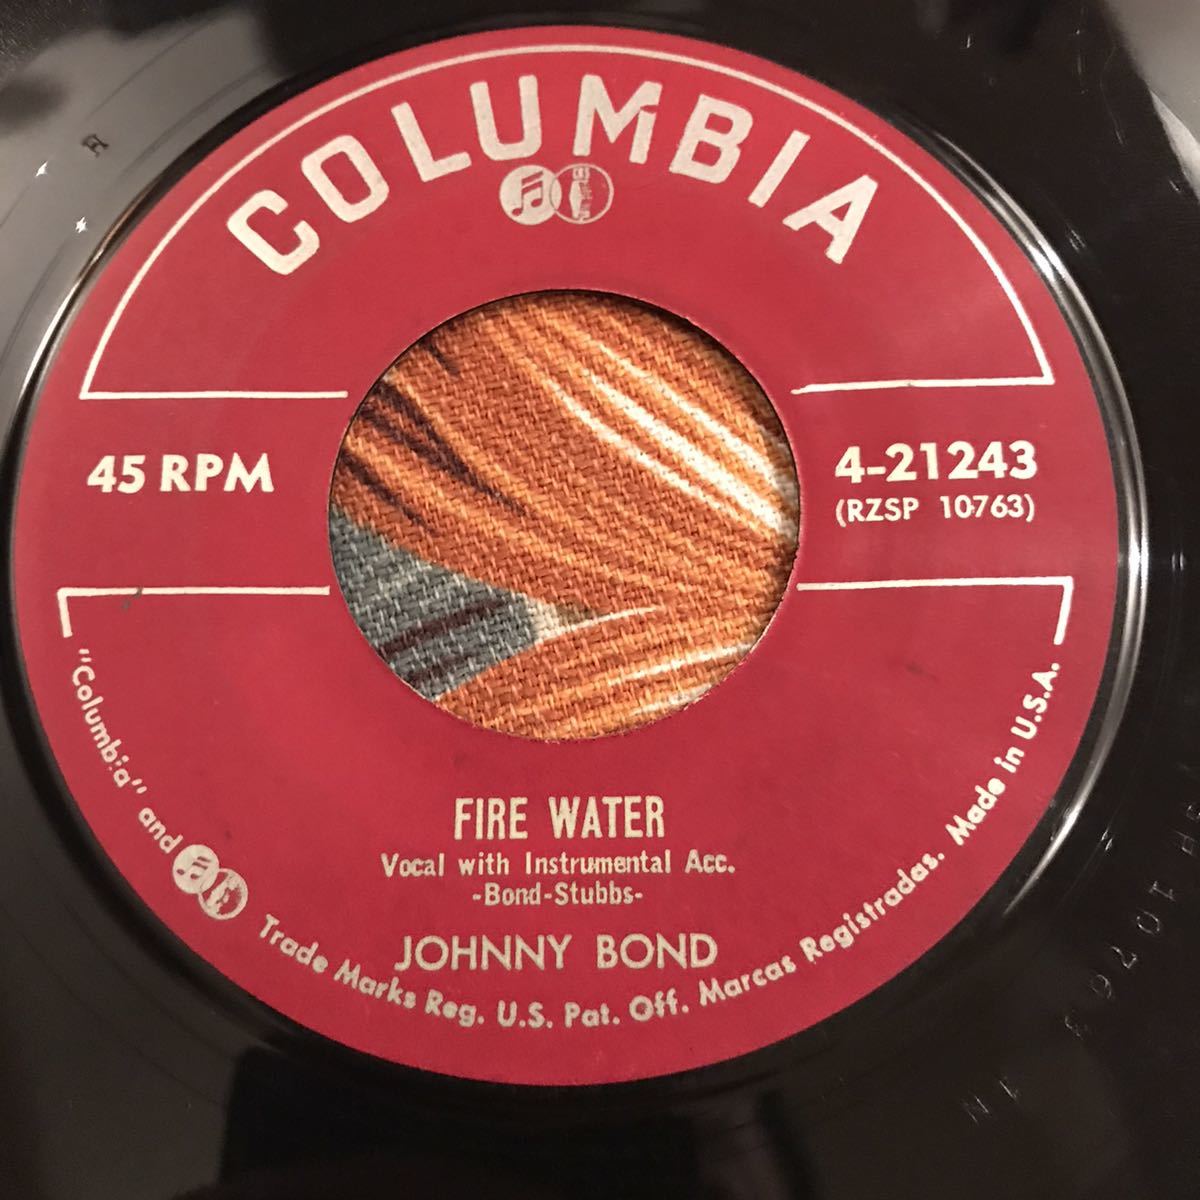 COLUMBIA
45 RPM
4-21243
(RZSP 10763)
FIRE WATER
Vocal with Instrumental Acc.
-Bond-Stubbs-
JOHNNY BOND
"Columbia" and Trade Marks Reg. U.S. Pat. Off. Marcas Registradas. Made in U.S.A.